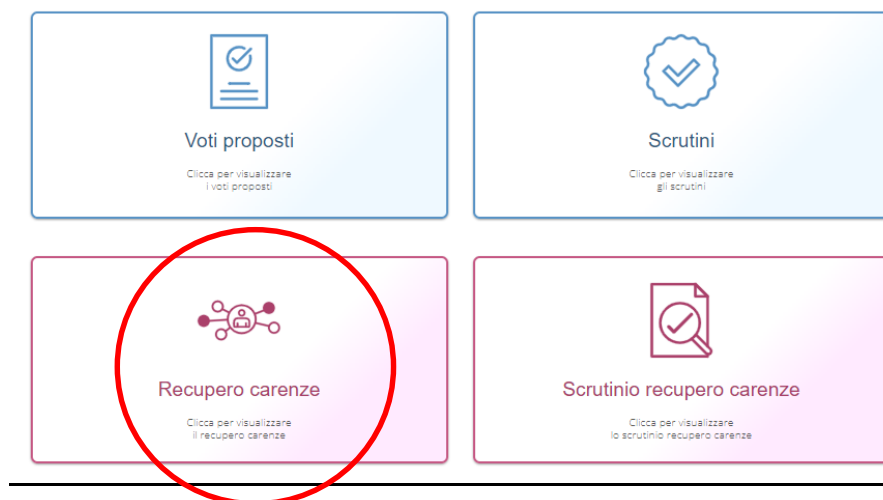 Voti proposti
Clicca per visualizzare
i voti proposti
Scrutini
Clicca per visualizzare
gli scrutini
Recupero carenze
Clicca per visualizzare
il recupero carenze
Scrutinio recupero carenze
Clicca per visualizzare
lo scrutinio recupero carenze